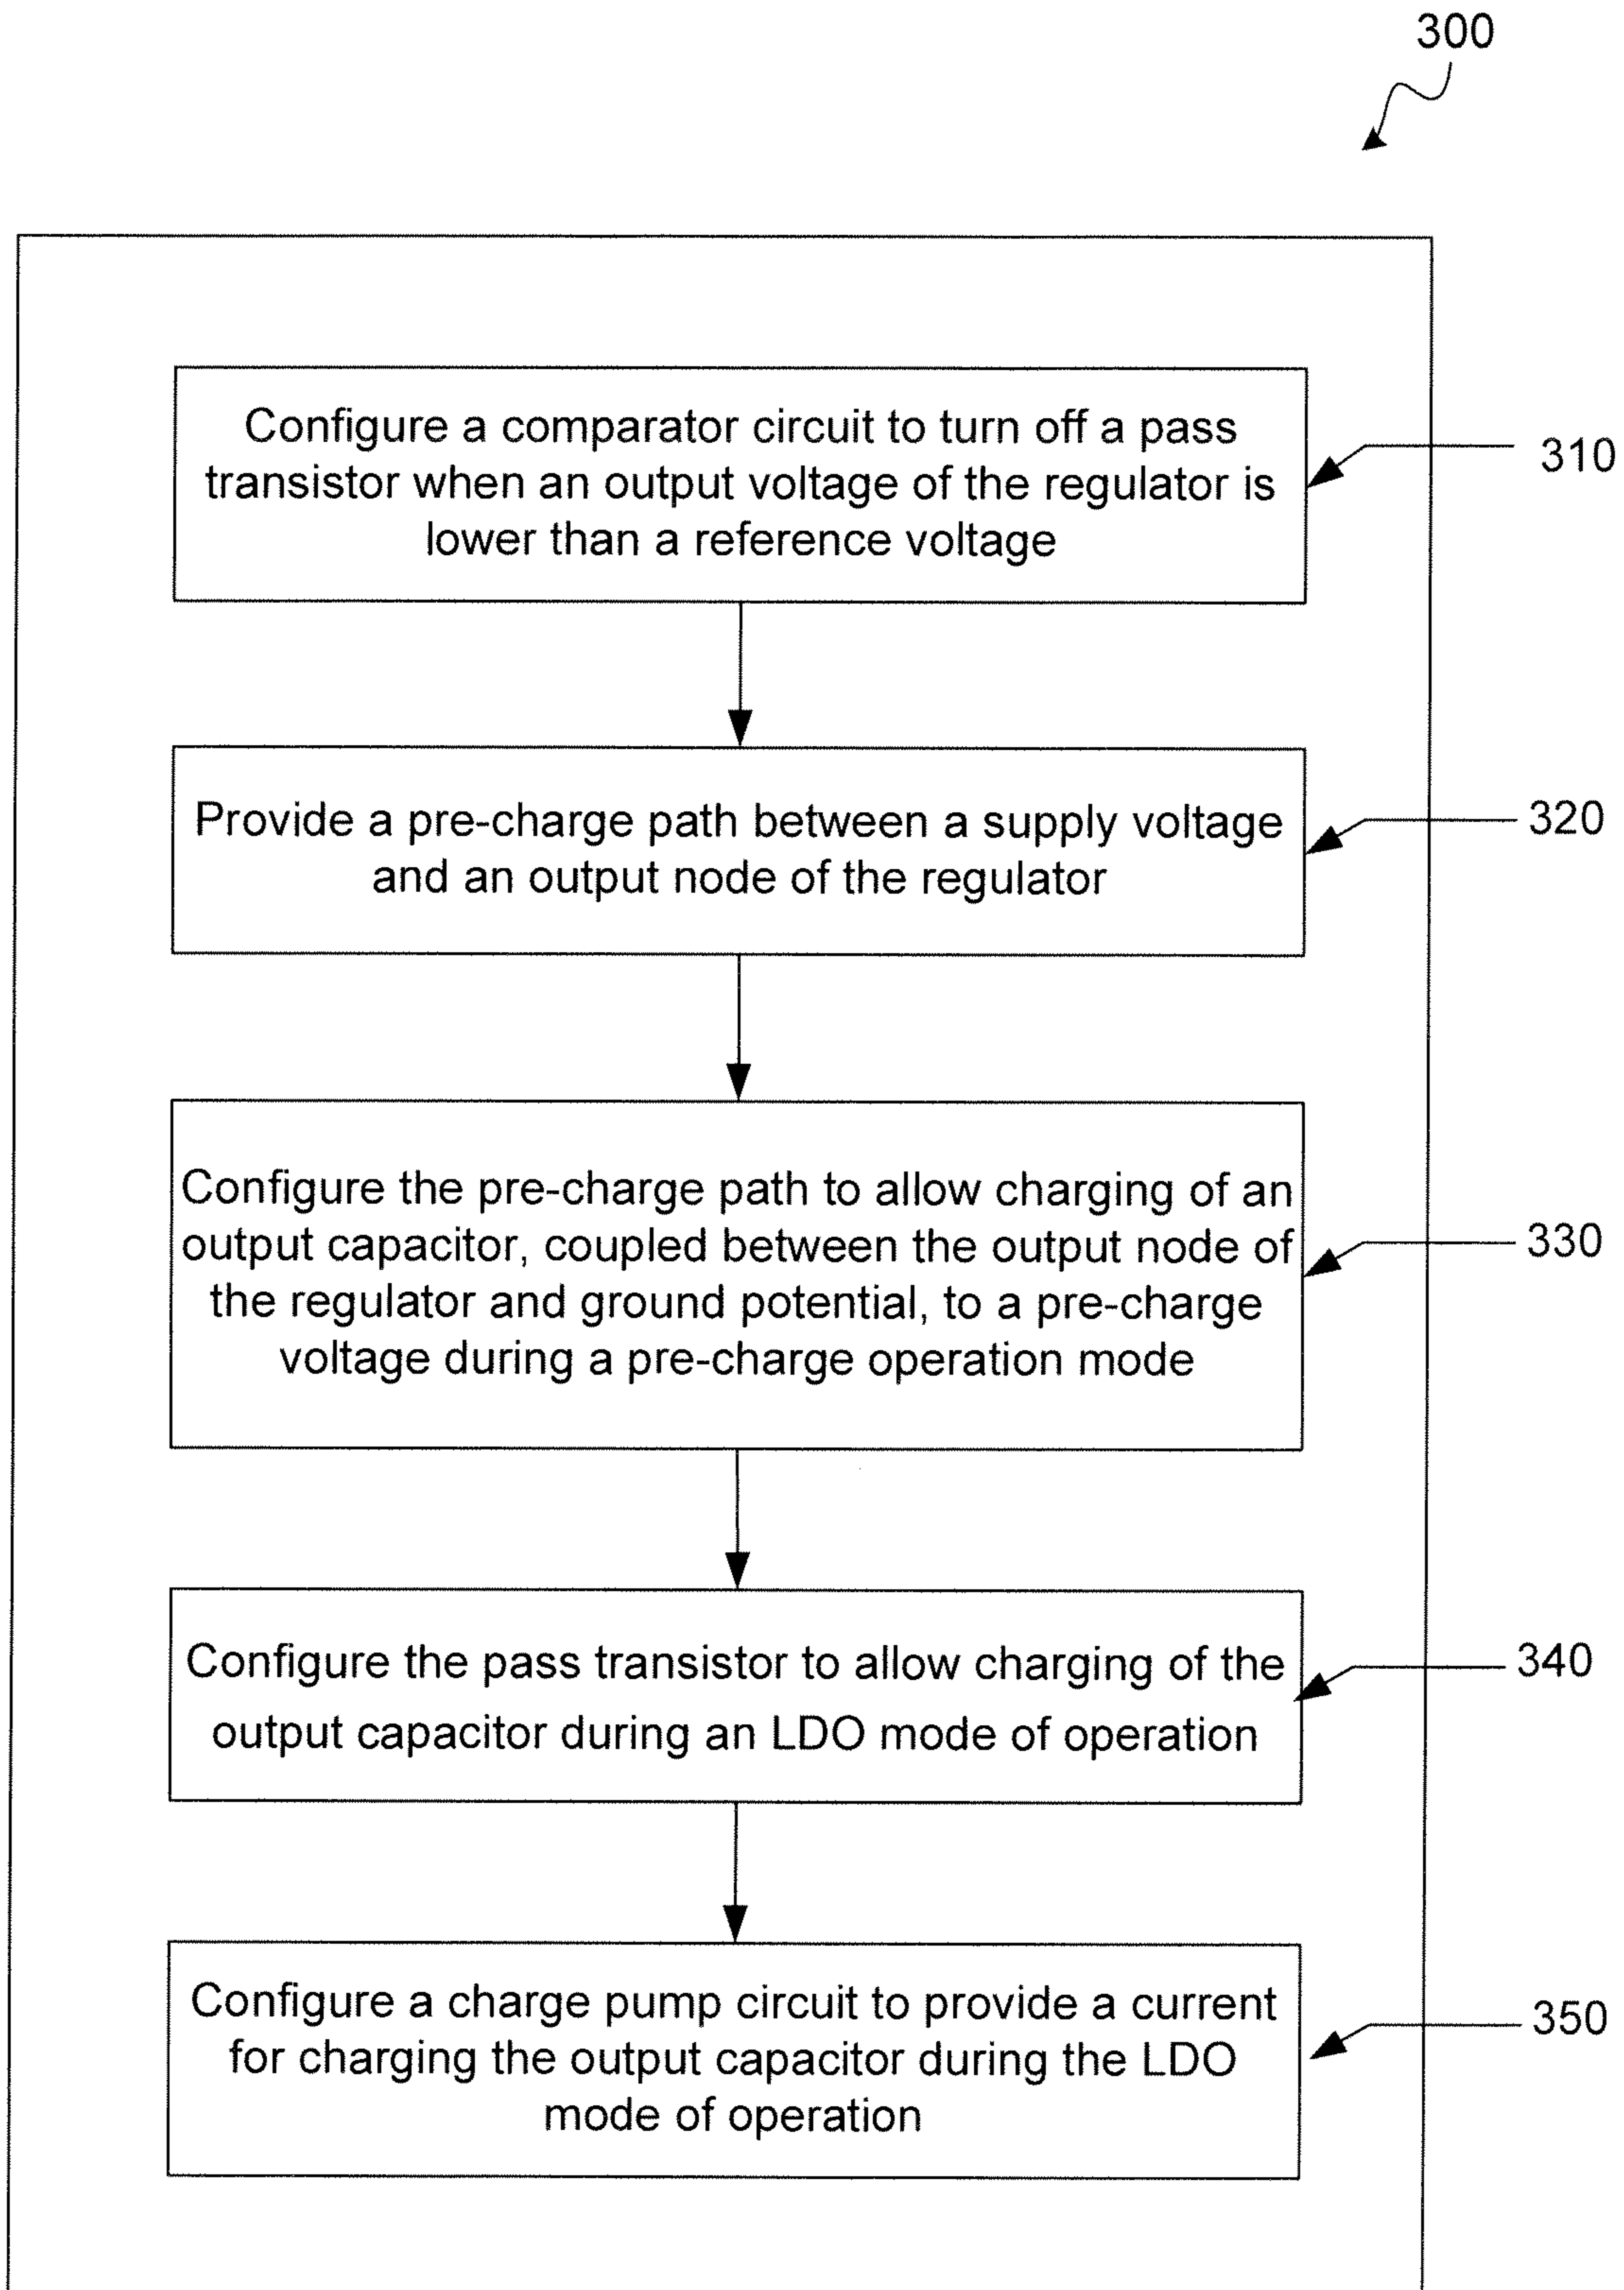 300
Configure a comparator circuit to turn off a pass
transistor when an output voltage of the regulator is
lower than a reference voltage
310
Provide a pre-charge path between a supply voltage
and an output node of the regulator
320
Configure the pre-charge path to allow charging of an
output capacitor, coupled between the output node of
the regulator and ground potential, to a pre-charge
voltage during a pre-charge operation mode
330
Configure the pass transistor to allow charging of the
output capacitor during an LDO mode of operation
340
Configure a charge pump circuit to provide a current
for charging the output capacitor during the LDO
mode of operation
350